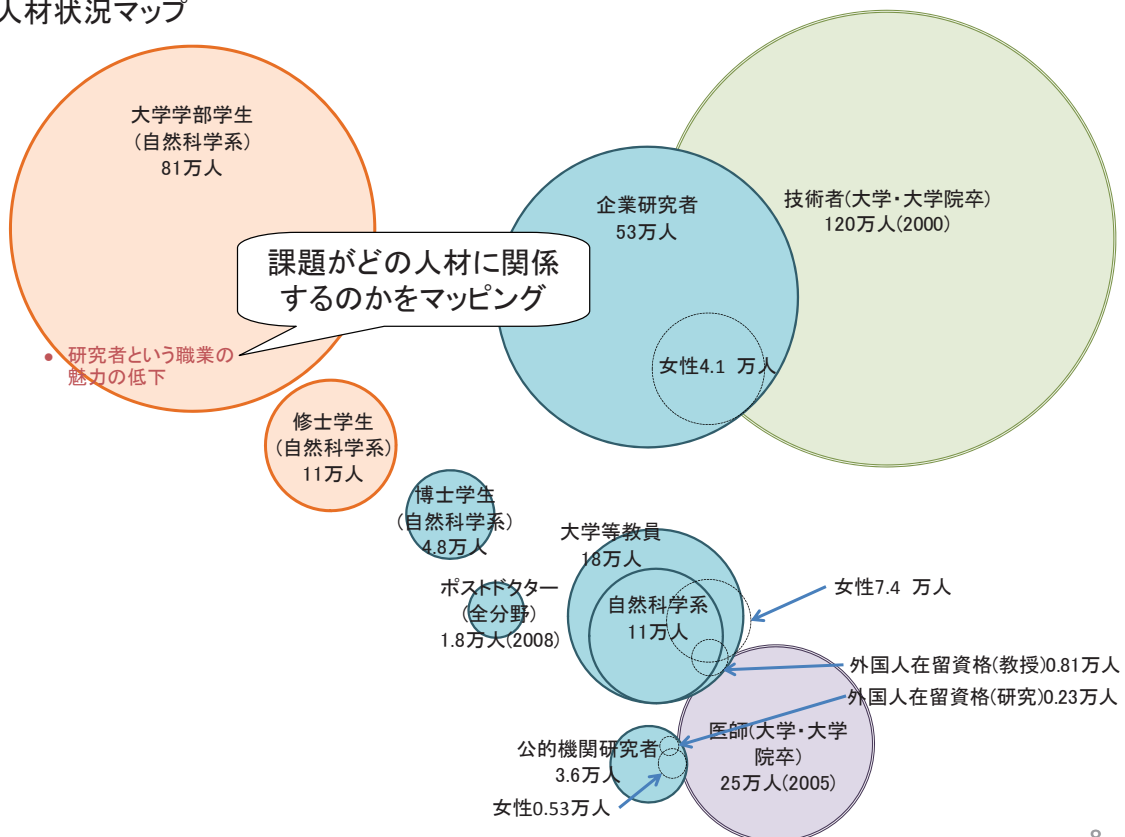 人材状況マップ
大学学部学生
(自然科学系)
81万人
企業研究者
53万人
技術者(大学・大学院卒)
120万人(2000)
課題がどの人材に関係
するのかをマッピング
• 研究者という職業の
魅力の低下
女性4.1 万人
修士学生
(自然科学系)
11万人
博士学生
(自然科学系)
4.8万人
大学等教員
18万人
ポストドクター
(全分野)
1.8万人(2008)
自然科学系
11万人
女性7.4 万人
外国人在留資格(教授)0.81万人
外国人在留資格(研究)0.23万人
医師(大学・大学
院卒)
25万人(2005)
公的機関研究者
3.6万人
女性0.53万人